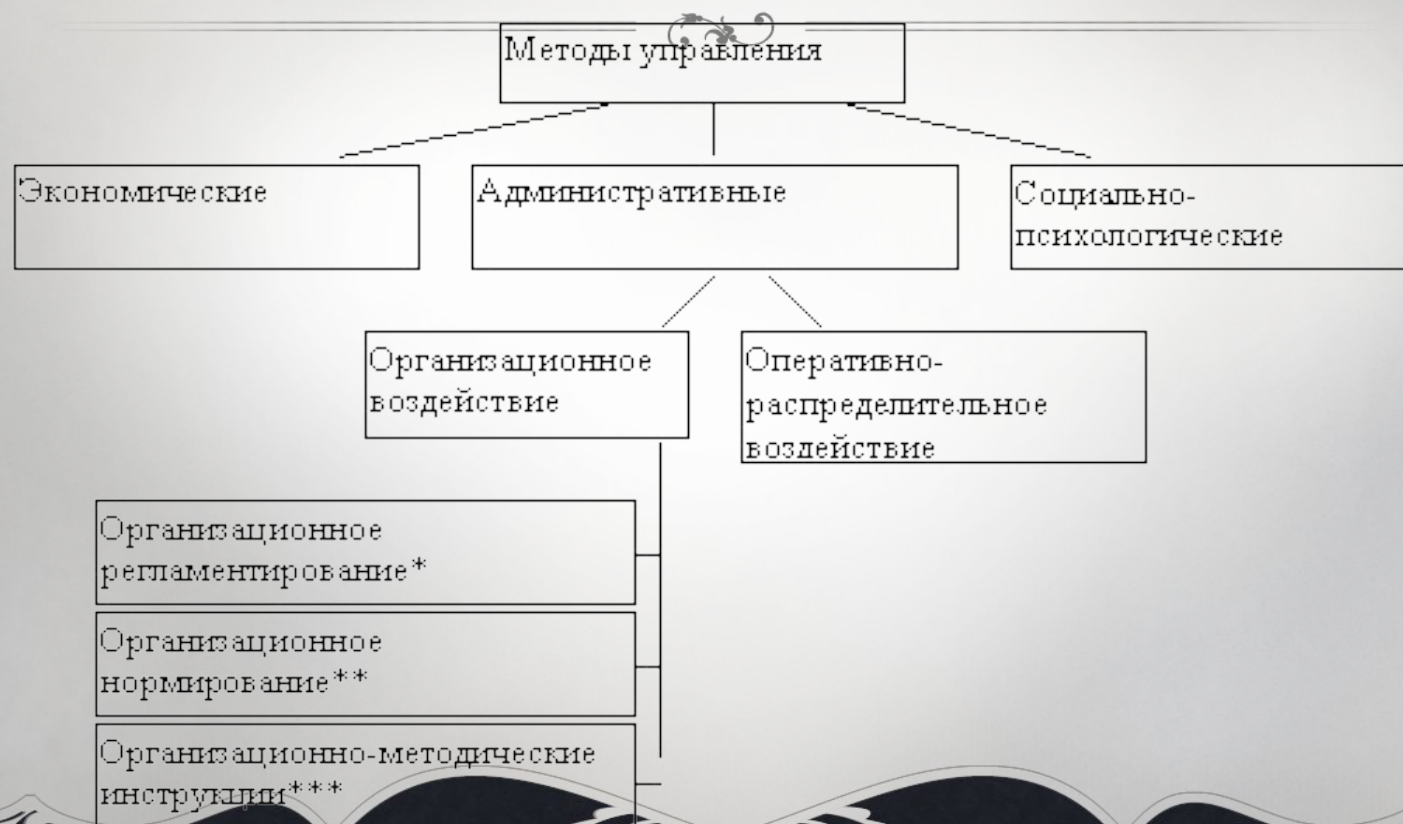 Методы управления
Экономические
Административные
Социально-
психологические
Организационное
воздействие
Оперативно-
распределительное
воздействие
Организационное
регламентирование*
Организационное
нормирование**
Организационно-методические
инструкции***